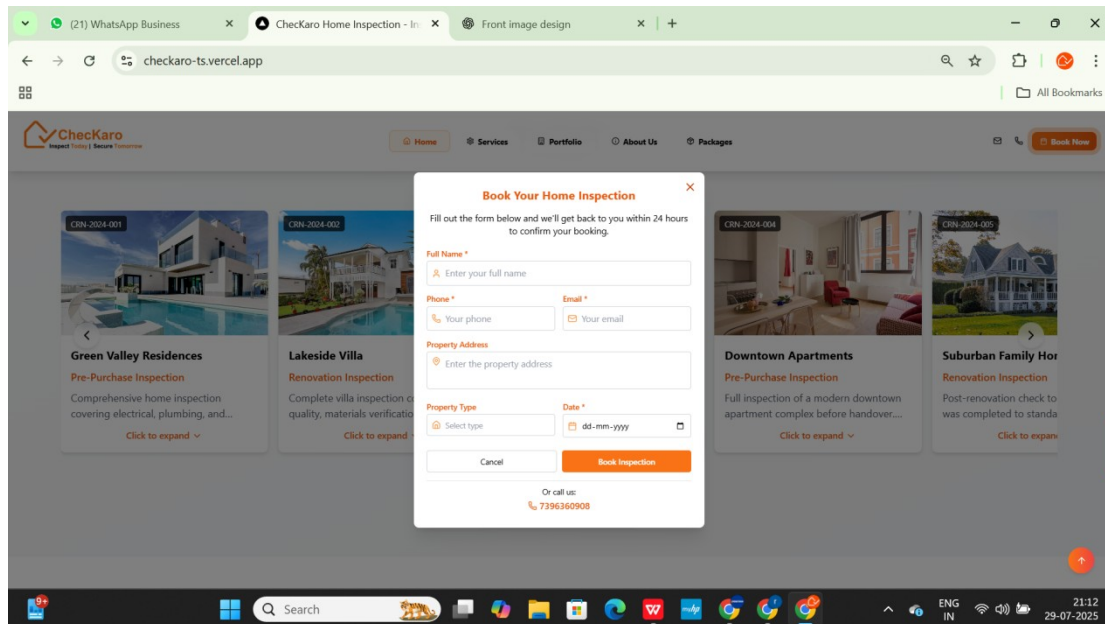 (21) WhatsApp Business
ChecKaro Home Inspection - In
Front image design
checkaro-ts.vercel.app
All Bookmarks
ChecKaro
Inspect Today | Secure Tomorrow
Home
Services
Portfolio
About Us
Packages
Book Now
CRN-2024-001
Green Valley Residences
Pre-Purchase Inspection
Comprehensive home inspection
covering electrical, plumbing, and...
Click to expand
CRN-2024-002
Lakeside Villa
Renovation Inspection
Complete villa inspection co
quality, materials verificatio
Click to expand
Book Your Home Inspection
Fill out the form below and we'll get back to you within 24 hours
to confirm your booking.
Full Name *
Enter your full name
Phone *
Email *
Your phone
Your email
Property Address
Enter the property address
Property Type
Date *
Select type
dd-mm-yyyy
Cancel
Book Inspection
Or call us:
7396360908
CRN-2024-004
Downtown Apartments
Pre-Purchase Inspection
Full inspection of a modern downtown
apartment complex before handover....
Click to expand
CRN-2024-005
Suburban Family Hom
Renovation Inspection
Post-renovation check to
was completed to standa
Click to expan
9+
Search
W
mυhp
ENG
IN
21:12
29-07-2025